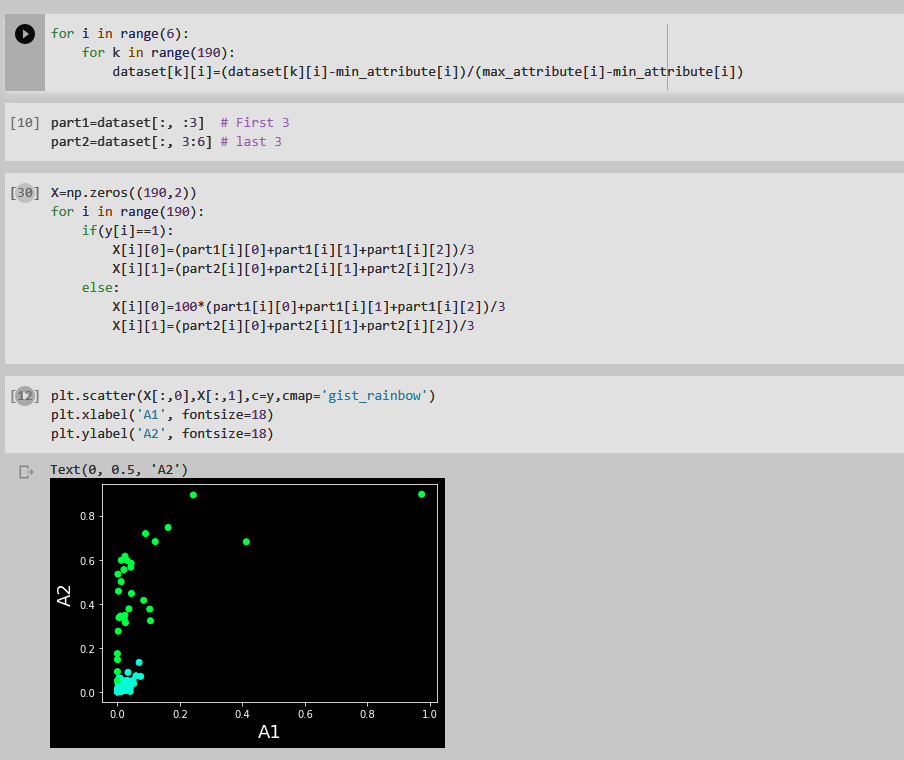 for i in range(6):
    for k in range(190):
        dataset[k][i]=(dataset[k][i]-min_attribute[i])/(max_attribute[i]-min_attribute[i])
[10] part1=dataset[:, :3]  # First 3
part2=dataset[:, 3:6] # last 3
[30] X=np.zeros((190,2))
for i in range(190):
    if(y[i]==1):
        X[i][0]=(part1[i][0]+part1[i][1]+part1[i][2])/3
        X[i][1]=(part2[i][0]+part2[i][1]+part2[i][2])/3
    else:
        X[i][0]=100*(part1[i][0]+part1[i][1]+part1[i][2])/3
        X[i][1]=(part2[i][0]+part2[i][1]+part2[i][2])/3
[12] plt.scatter(X[:,0],X[:,1],c=y,cmap='gist_rainbow')
plt.xlabel('A1', fontsize=18)
plt.ylabel('A2', fontsize=18)
Text(0, 0.5, 'A2')
0.8
0.6
A2
0.4
0.2
0.0
0.0 0.2 0.4 0.6 0.8 1.0
A1